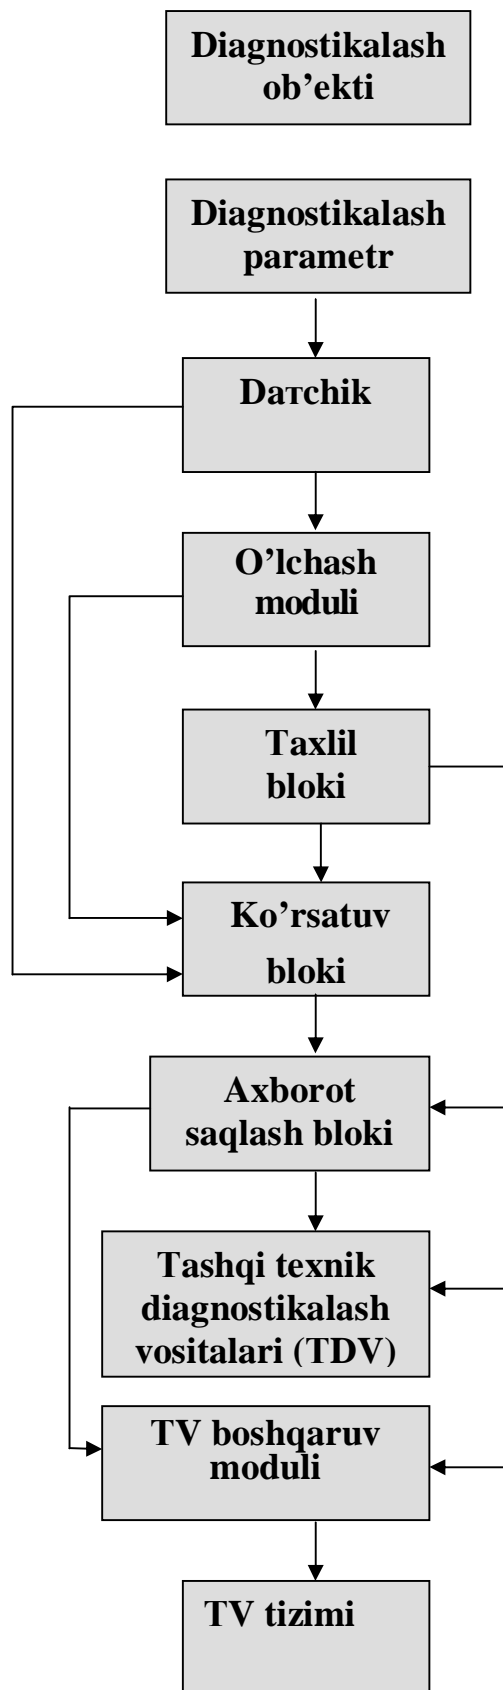 Diagnostikalash
ob’ekti
Diagnostikalash
parametr
Daтchik
O’lchash
moduli
Taxlil
bloki
Ko’rsatuv
bloki
Axborot
saqlash bloki
Tashqi texnik
diagnostikalash
vositalari (TDV)
TV boshqaruv
moduli
TV tizimi